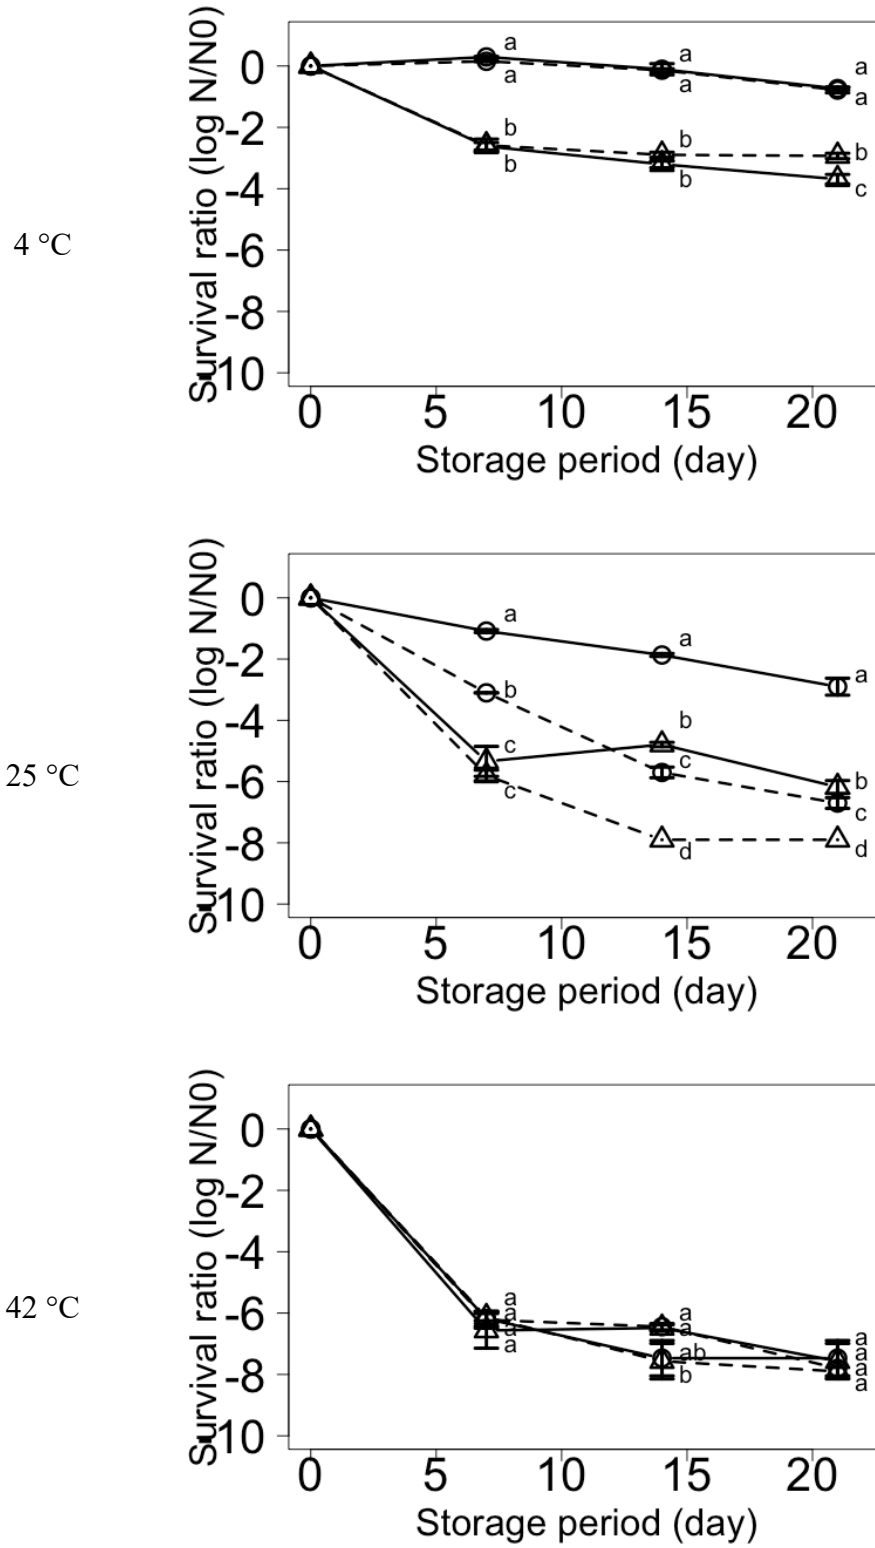 4 °C
Survival ratio (log N/N0)
0
-2
-4
-6
-8
-10
a
a
a
a
a
a
b
b
b
b
b
c
0 5 10 15 20
Storage period (day)
25 °C
Survival ratio (log N/N0)
0
-2
-4
-6
-8
-10
a
a
a
b
b
c
c
c
b
c
d
d
0 5 10 15 20
Storage period (day)
42 °C
Survival ratio (log N/N0)
0
-2
-4
-6
-8
-10
a
a
a
a
a
a
ab
b
a
a
a
a
0 5 10 15 20
Storage period (day)